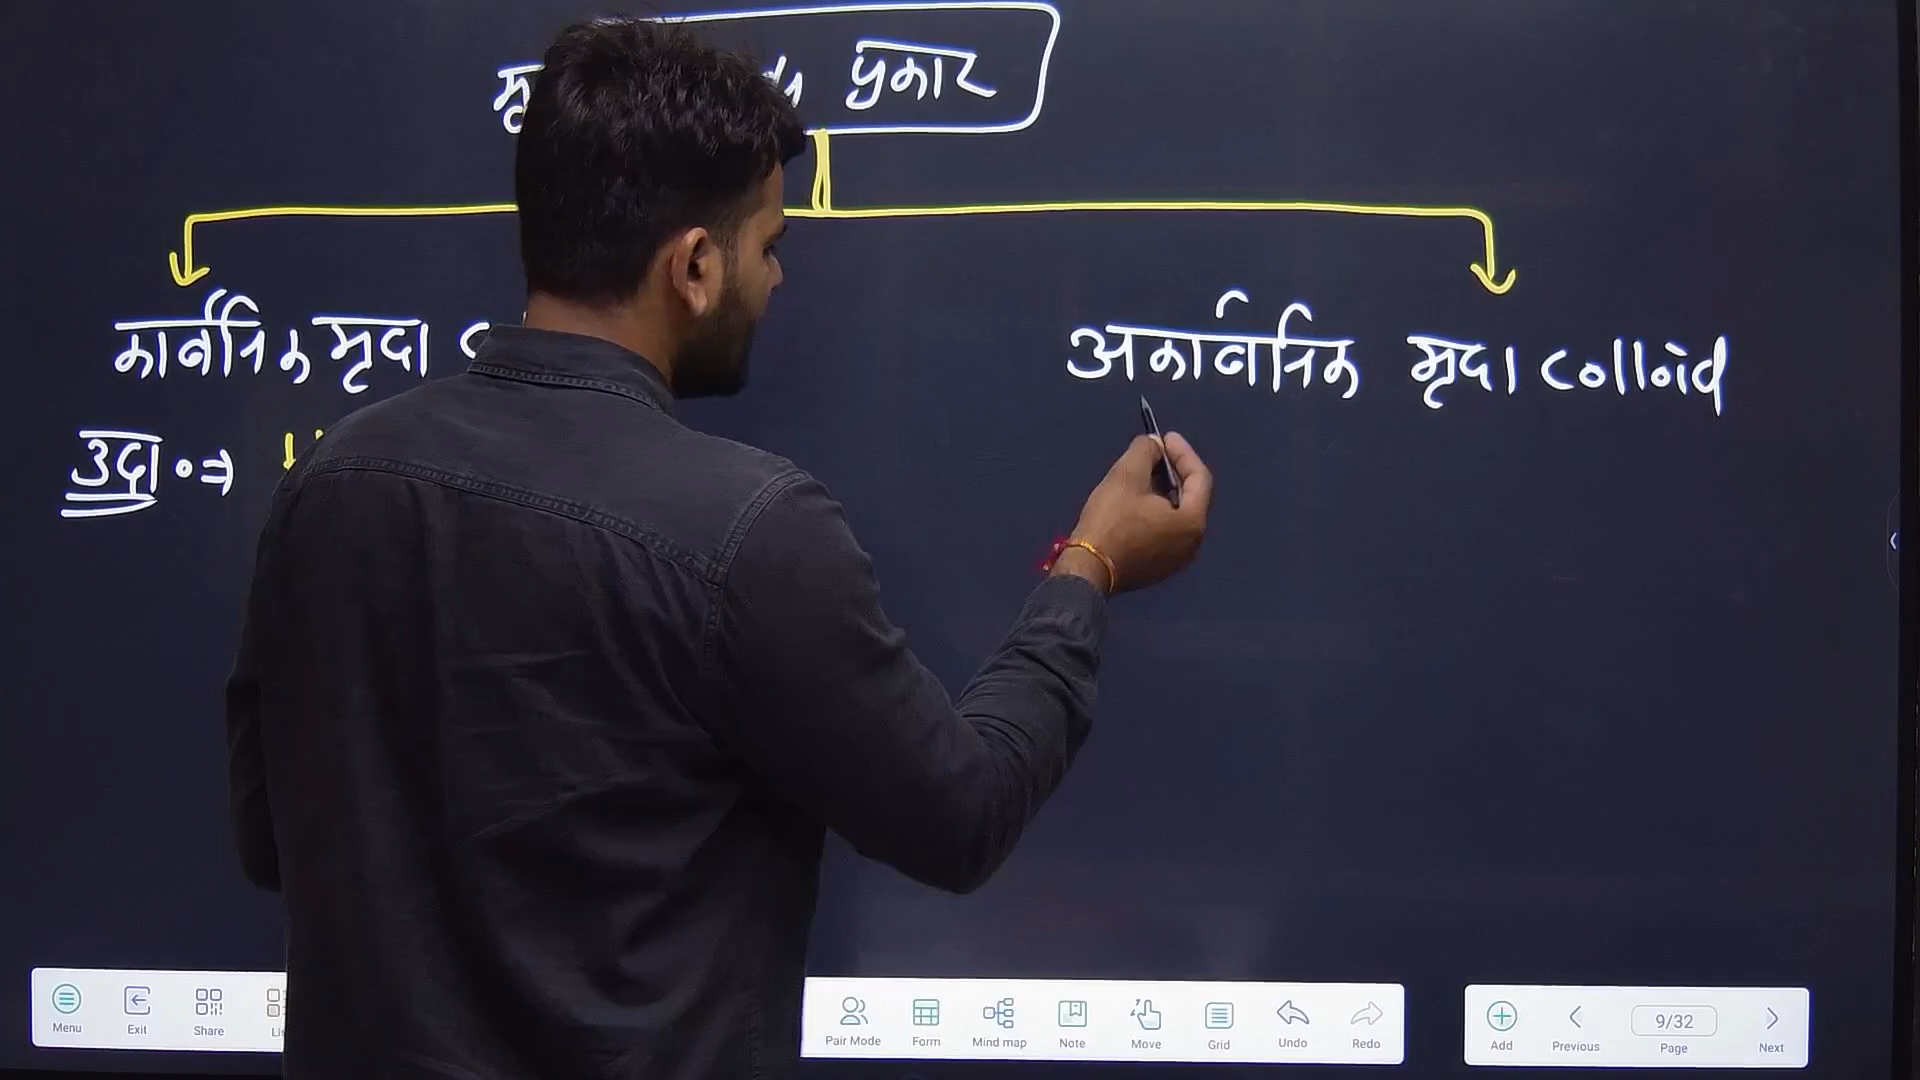 प्रकार
कार्बनिक मृदा
अकार्बनिक मृदा colloid
उदा ॰ ⇒
Menu Exit Share Pair Mode Form Mind map Note Move Grid Undo Redo Add Previous 9/32 Page Next